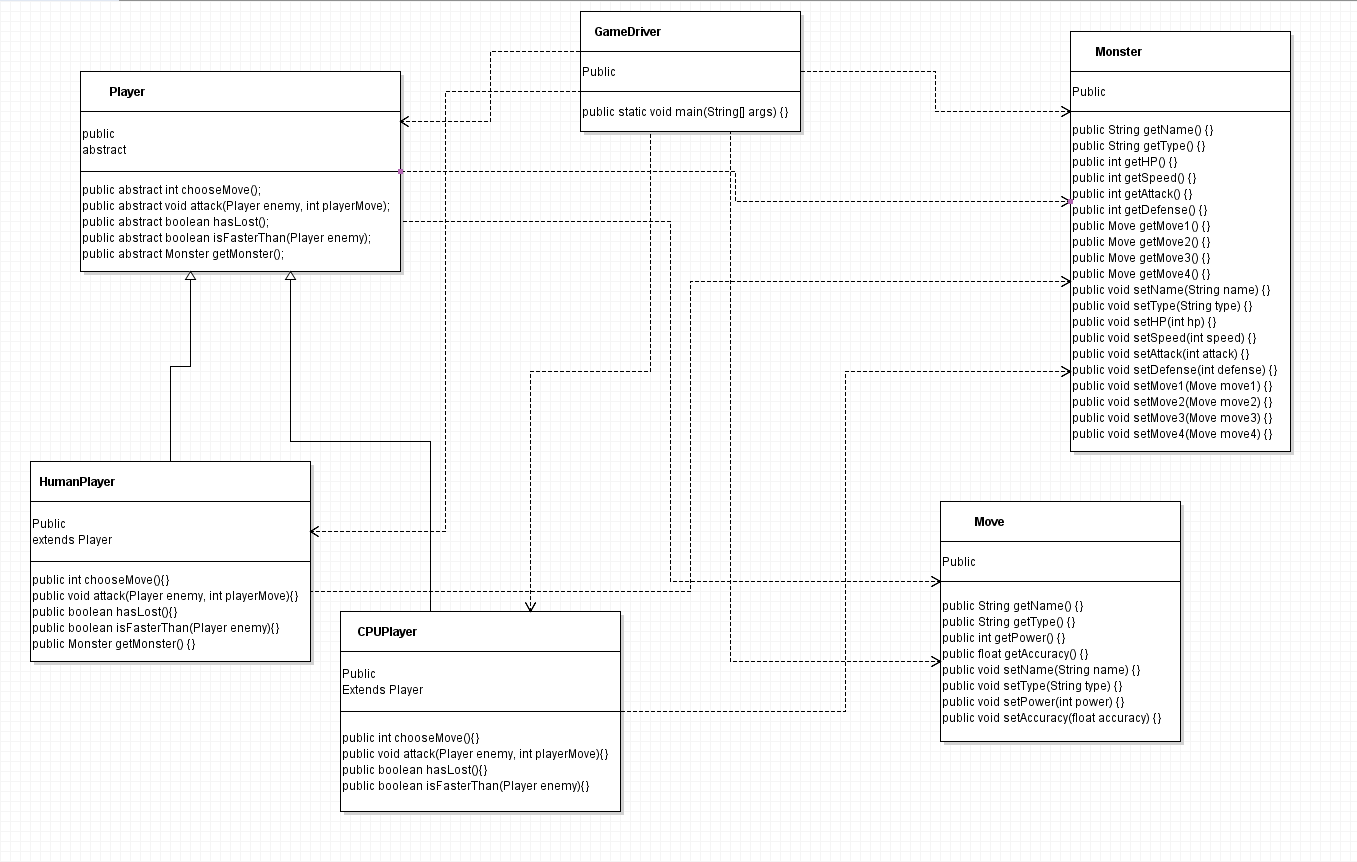 GameDriver
Public
public static void main(String[] args) {}
Player
public
abstract
public abstract int chooseMove();
public abstract void attack(Player enemy, int playerMove);
public abstract boolean hasLost();
public abstract boolean isFasterThan(Player enemy);
public abstract Monster getMonster();
Monster
Public
public String getName() {}
public String getType() {}
public int getHP() {}
public int getSpeed() {}
public int getAttack() {}
public int getDefense() {}
public Move getMove1() {}
public Move getMove2() {}
public Move getMove3() {}
public Move getMove4() {}
public void setName(String name) {}
public void setType(String type) {}
public void setHP(int hp) {}
public void setSpeed(int speed) {}
public void setAttack(int attack) {}
public void setDefense(int defense) {}
public void setMove1(Move move1) {}
public void setMove2(Move move2) {}
public void setMove3(Move move3) {}
public void setMove4(Move move4) {}
HumanPlayer
Public
extends Player
public int chooseMove(){}
public void attack(Player enemy, int playerMove){}
public boolean hasLost(){}
public boolean isFasterThan(Player enemy){}
public Monster getMonster() {}
CPUPlayer
Public
Extends Player
public int chooseMove(){}
public void attack(Player enemy, int playerMove){}
public boolean hasLost(){}
public boolean isFasterThan(Player enemy){}
Move
Public
public String getName() {}
public String getType() {}
public int getPower() {}
public float getAccuracy() {}
public void setName(String name) {}
public void setType(String type) {}
public void setPower(int power) {}
public void setAccuracy(float accuracy) {}